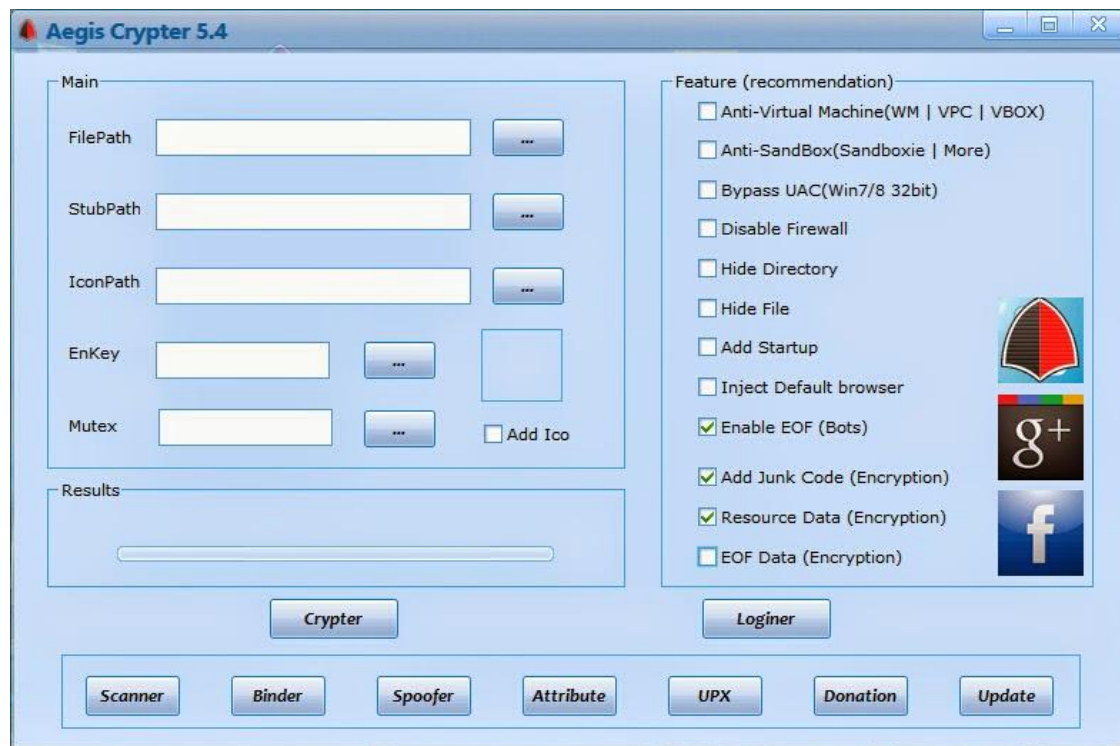 Aegis Crypter 5.4
Main
FilePath
...
StubPath
...
IconPath
...
EnKey
...
Mutex
...
Add Ico
Results
Crypter
Feature (recommendation)
Anti-Virtual Machine(WM | VPC | VBOX)
Anti-SandBox(Sandboxie | More)
Bypass UAC(Win7/8 32bit)
Disable Firewall
Hide Directory
Hide File
Add Startup
Inject Default browser
Enable EOF (Bots)
Add Junk Code (Encryption)
Resource Data (Encryption)
EOF Data (Encryption)
g+
f
Loginer
Scanner Binder Spoofer Attribute UPX Donation Update